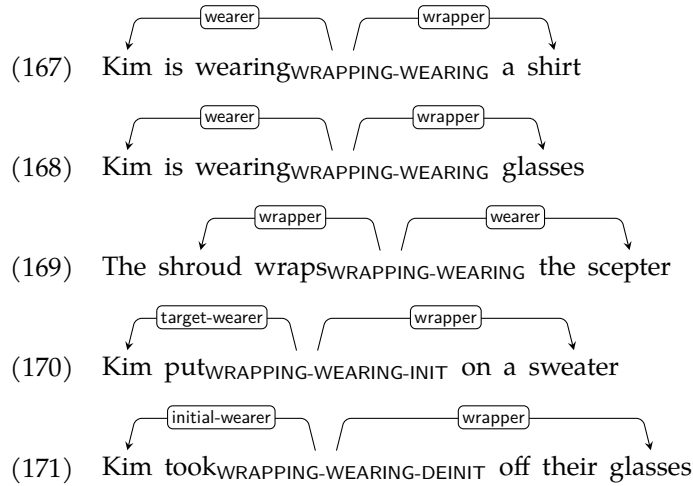 wearer wrapper
(167) Kim is wearingWRAPPING-WEARING a shirt
wearer wrapper
(168) Kim is wearingWRAPPING-WEARING glasses
wrapper wearer
(169) The shroud wrapsWRAPPING-WEARING the scepter
target-wearer wrapper
(170) Kim putWRAPPING-WEARING-INIT on a sweater
initial-wearer wrapper
(171) Kim tookWRAPPING-WEARING-DEINIT off their glasses